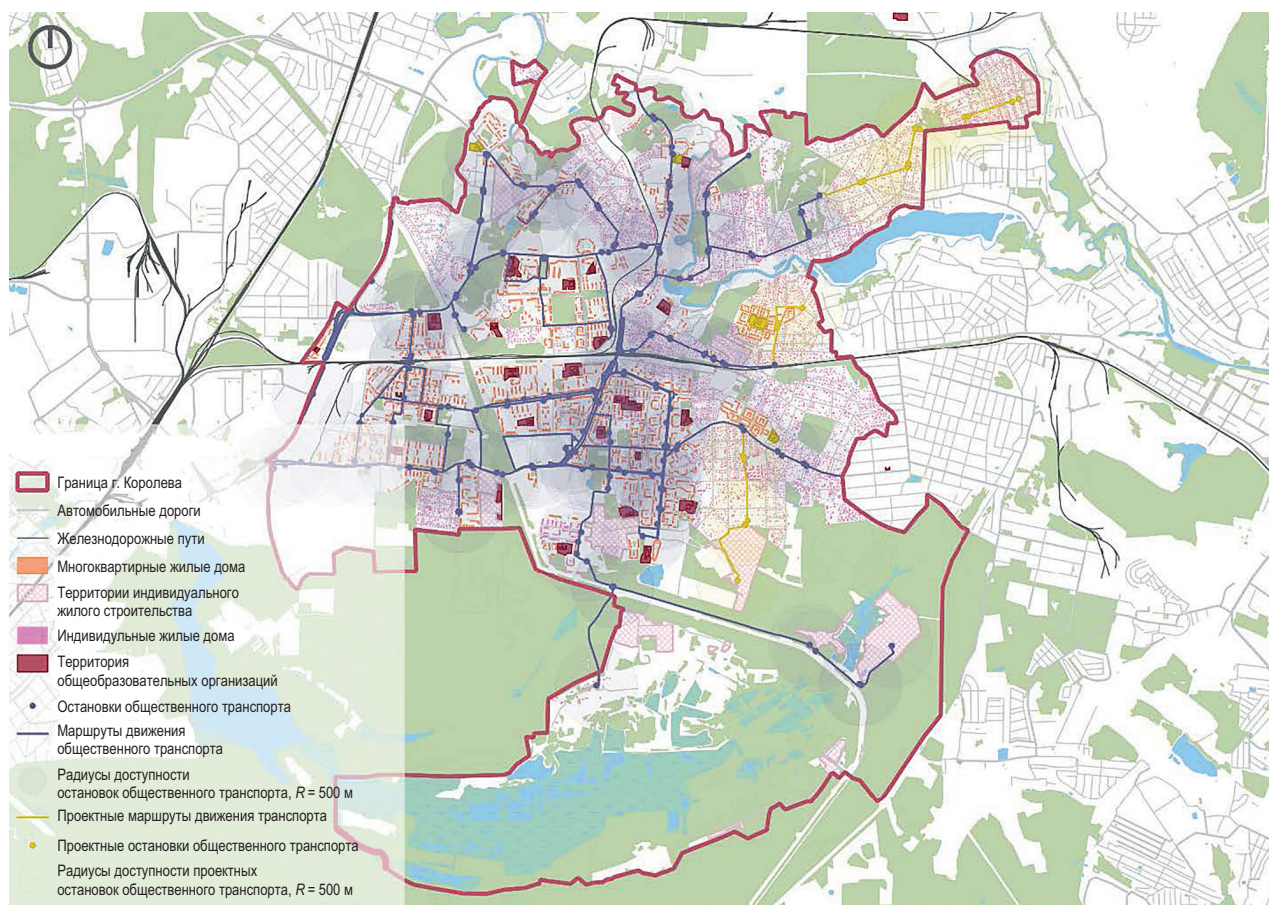 Граница г. Королева
Автомобильные дороги
Железнодорожные пути
Многоквартирные жилые дома
Территории индивидуального
жилого строительства
Индивидульные жилые дома
Территория
общеобразовательных организаций
Остановки общественного транспорта
Маршруты движения
общественного транспорта
Радиусы доступности
остановок общественного транспорта, R = 500 м
Проектные маршруты движения транспорта
Проектные остановки общественного транспорта
Радиусы доступности проектных
остановок общественного транспорта, R = 500 м